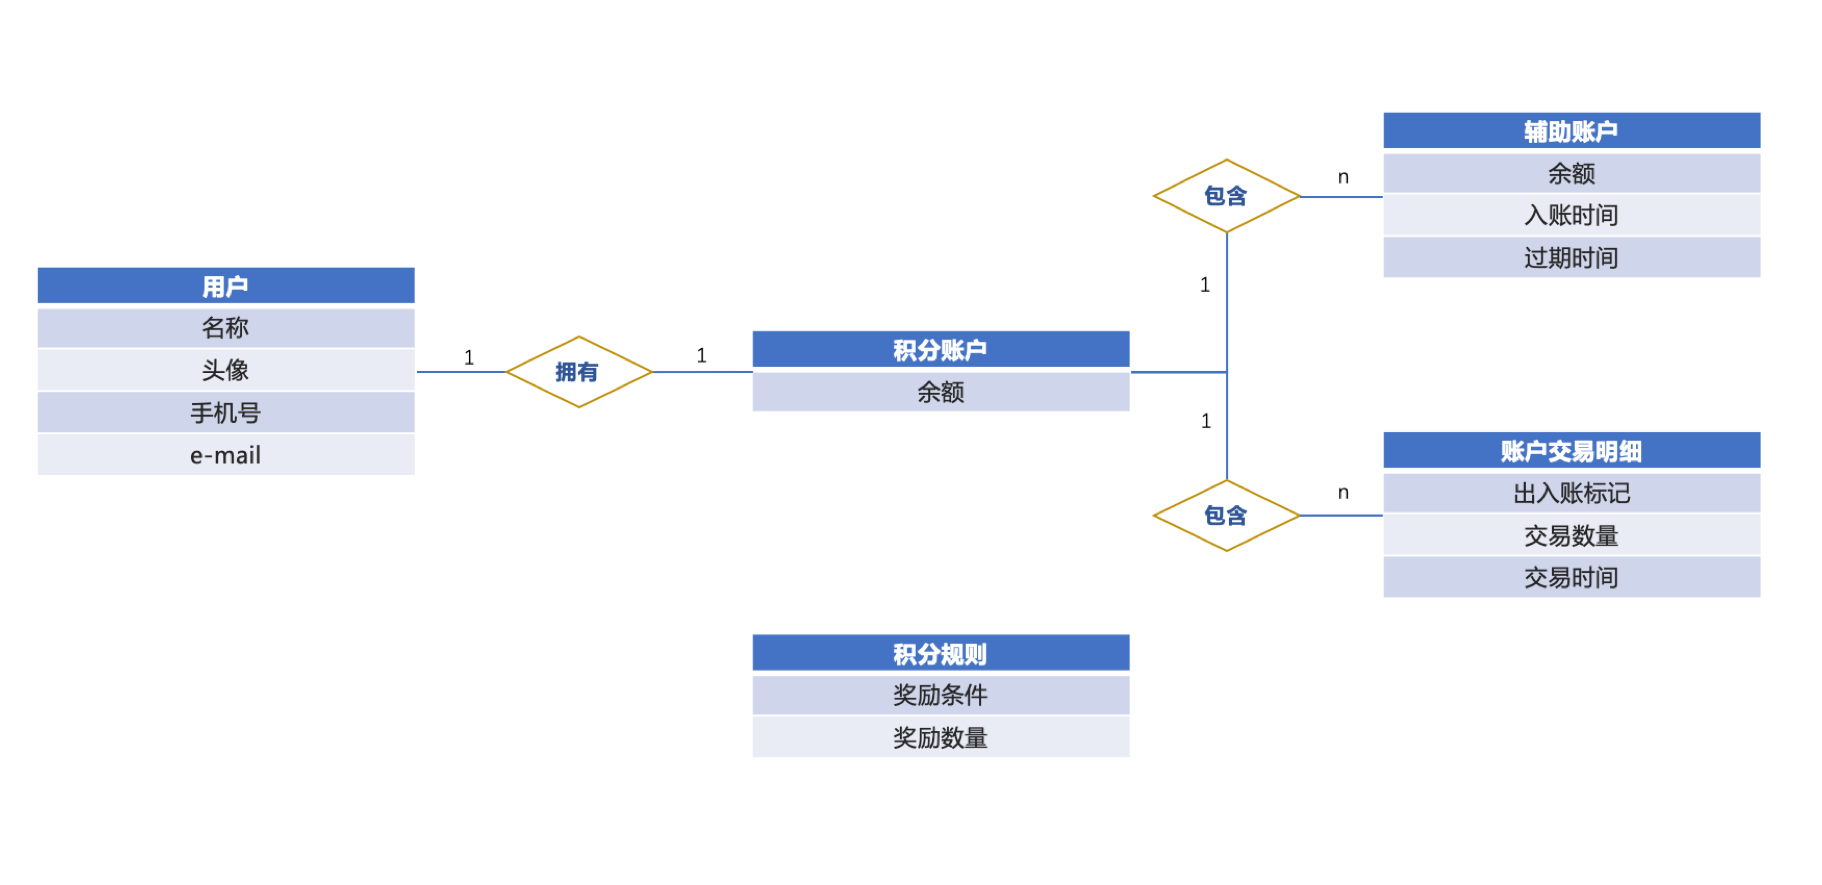 用户
名称
头像
手机号
e-mail
1
拥有
1
积分账户
余额
1
包含
n
辅助账户
余额
入账时间
过期时间
1
包含
n
账户交易明细
出入账标记
交易数量
交易时间
积分规则
奖励条件
奖励数量